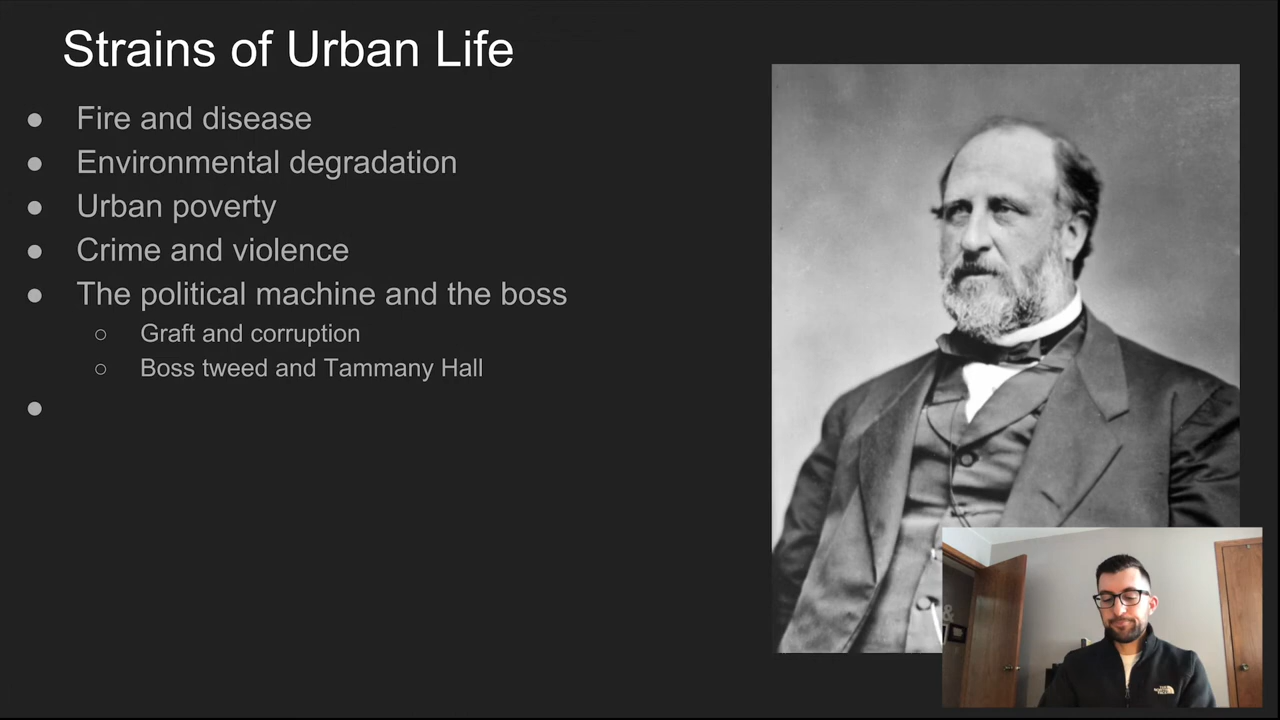 Strains of Urban Life
● Fire and disease
● Environmental degradation
● Urban poverty
● Crime and violence
● The political machine and the boss
○ Graft and corruption
○ Boss tweed and Tammany Hall
●